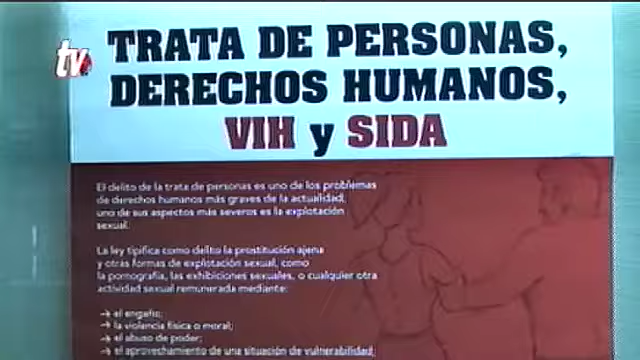 tv
TRATA DE PERSONAS,
DERECHOS HUMANOS,
VIH y SIDA
El delito de la trata de personas es uno de los problemas
de derechos humanos más graves de la actualidad,
uno de sus aspectos más severos es la explotación
sexual.
La ley tipifica como delito la prostitución ajena
y otras formas de explotación sexual, como
la pornografía, las exhibiciones sexuales, o cualquier otra
actividad sexual remunerada mediante:
→ el engaño;
→ la violencia física o moral;
→ el abuso de poder;
→ el aprovechamiento de una situación de vulnerabilidad;